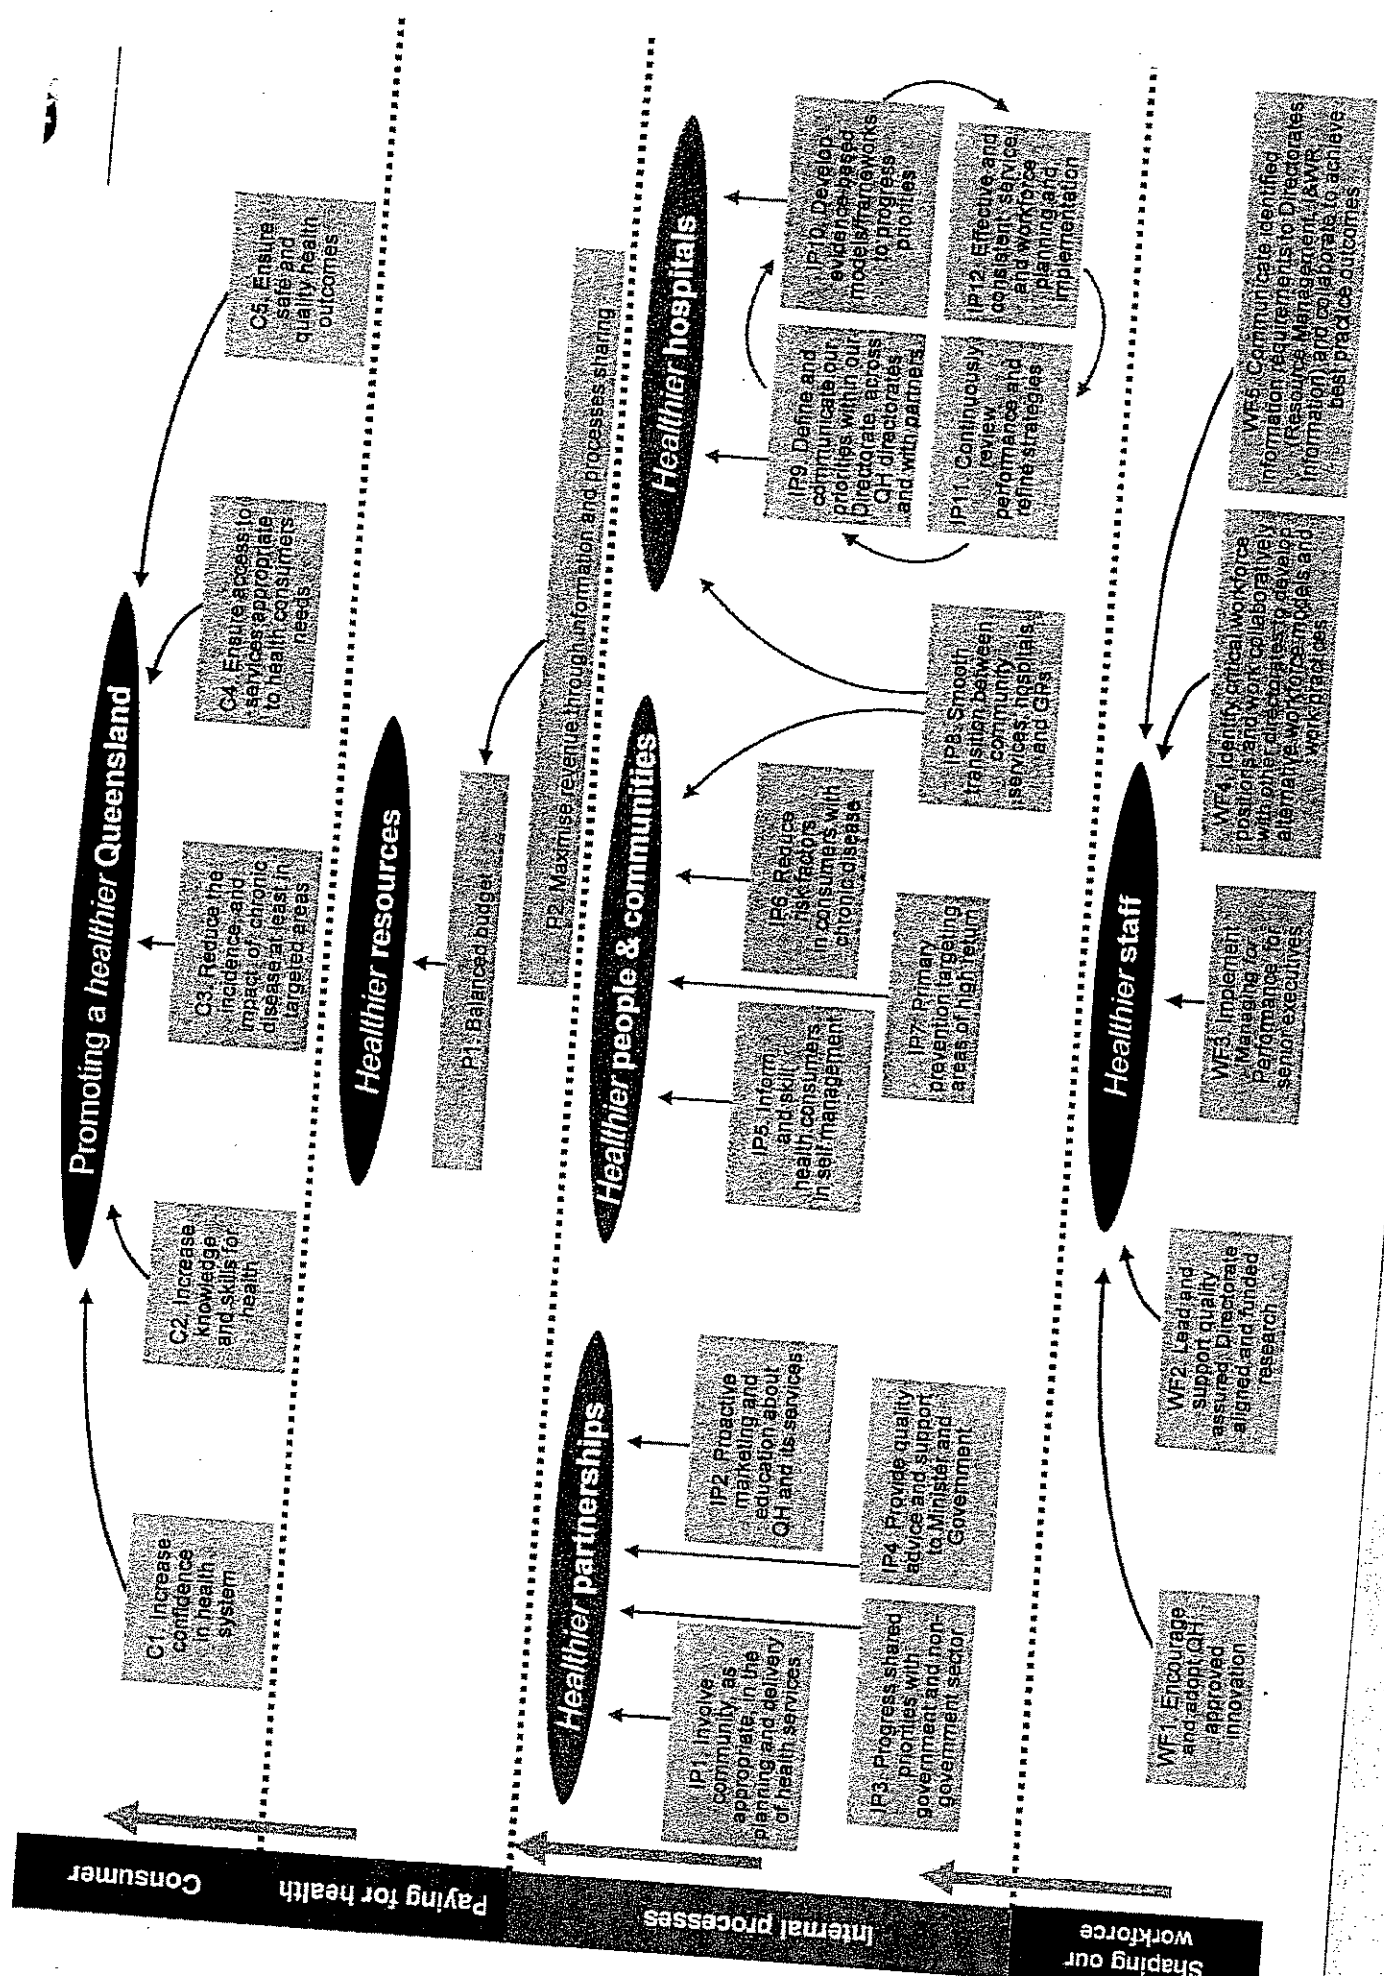 Consumer
Promoting a healthier Queensland
C1. Increase
confidence
in health
system
C2. Increase
knowledge
and skills for
health
C3. Reduce the
incidence and
impact of chronic
disease at least in
targeted areas
C4. Ensure access to
services appropriate
to health consumers
needs
C5. Ensure
safe and
quality health
outcomes
Paying for health
Healthier resources
P1. Balanced budget
P2. Maximise revenue through information and processes sharing
Internal processes
Healthier partnerships
IP1. Involve
community, as
appropriate, in the
planning and delivery
of health services
IP2. Proactive
marketing and
education about
QH and its services
IP3. Progress shared
priorities with
government and non-
government sector
IP4. Provide quality
advice and support
to Minister and
Government
Healthier people & communities
IP5. Inform
and skill
health consumers
in self management
IP6. Reduce
risk factors
in consumers with
chronic disease
IP7. Primary
prevention targeting
areas of high return
IP8. Smooth
transition between
community
services, hospitals
and GPs
Healthier hospitals
IP9. Define and
communicate our
priorities within our
Directorate, across
QH directorates
and with partners
IP10. Develop
evidence-based
models/frameworks
to progress
priorities
IP11. Continuously
review
performance and
refine strategies
IP12. Effective and
consistent service
and workforce
planning and
implementation
Shaping our
workforce
Healthier staff
WF1. Encourage
and adopt QH
approved
innovation
WF2. Lead and
support quality
assured, Directorate
aligned and funded
research
WF3. Implement
Managing for
Performance for
senior executives
WF4. Identify critical workforce
positions and work collaboratively
with other directorates to develop
alternative workforce models and
work practices
WF5. Communicate identified
information requirements to Directorates
(Resource Management, I&WR,
Information) and collaborate to achieve
best practice outcomes